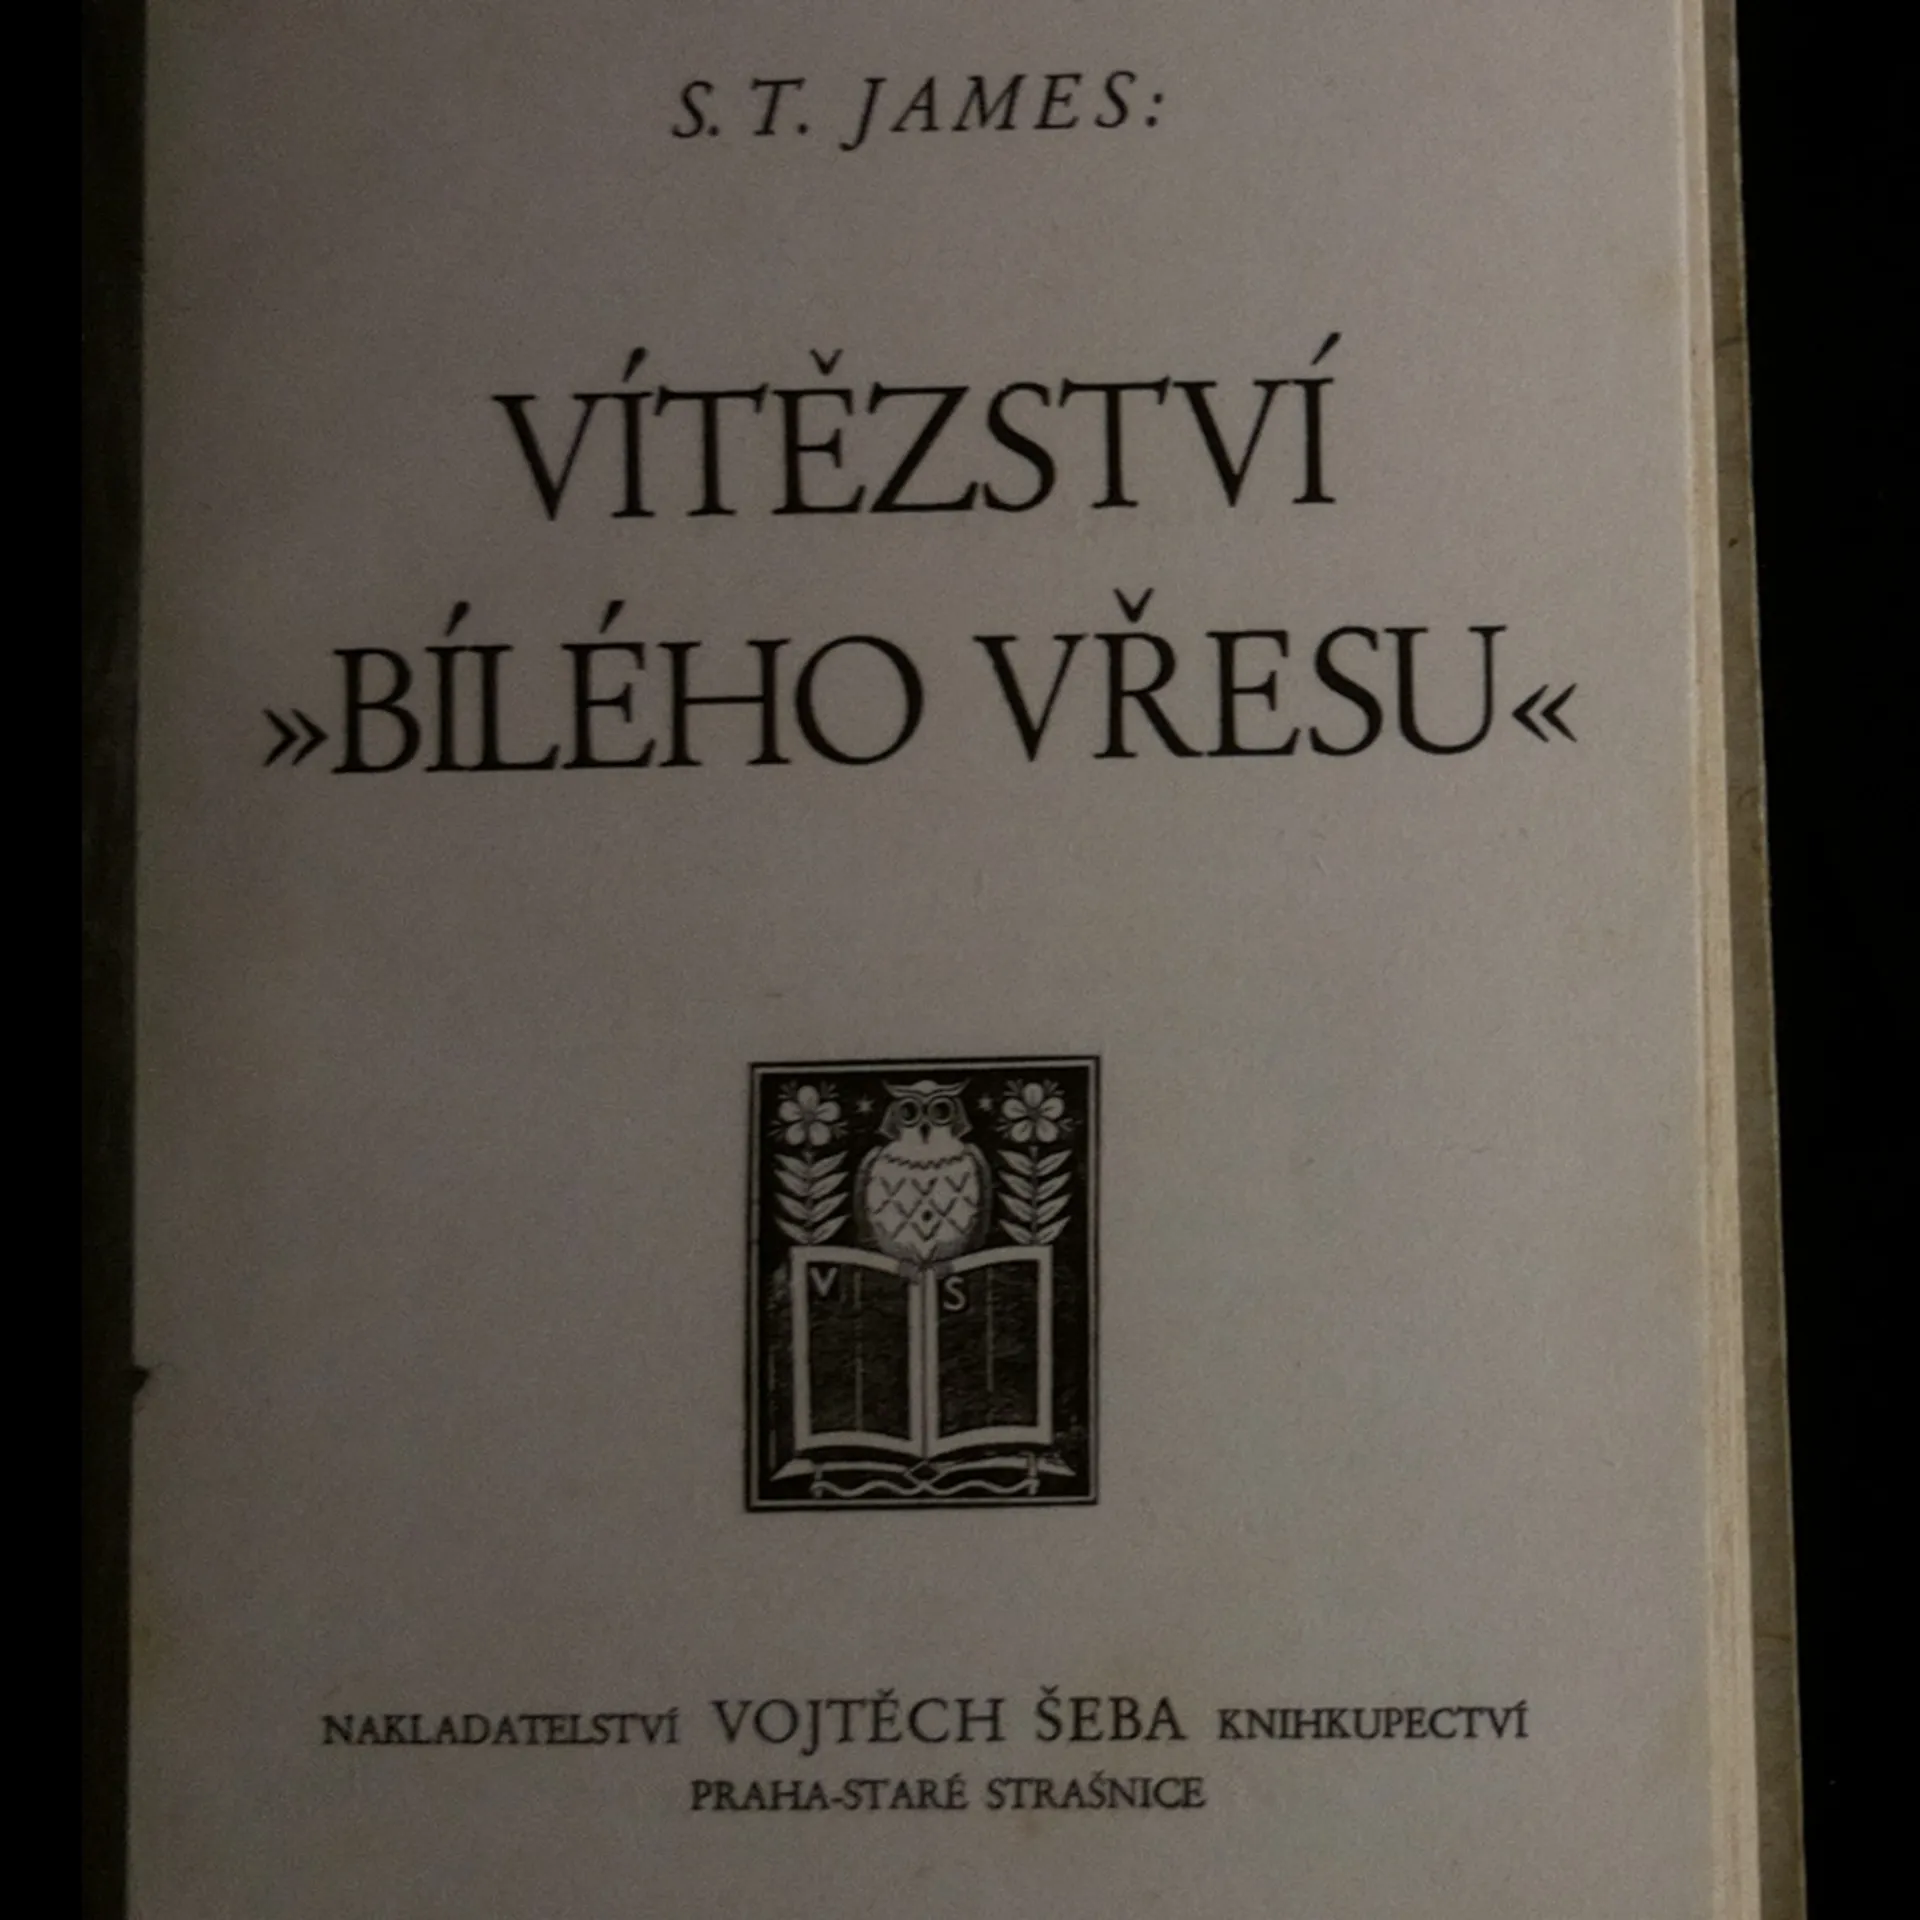 S. T. JAMES:
VÍTĚZSTVÍ
»BÍLÉHO VŘESU«
V S
NAKLADATELSTVÍ VOJTĚCH ŠEBA KNIHKUPECTVÍ
PRAHA-STARÉ STRAŠNICE